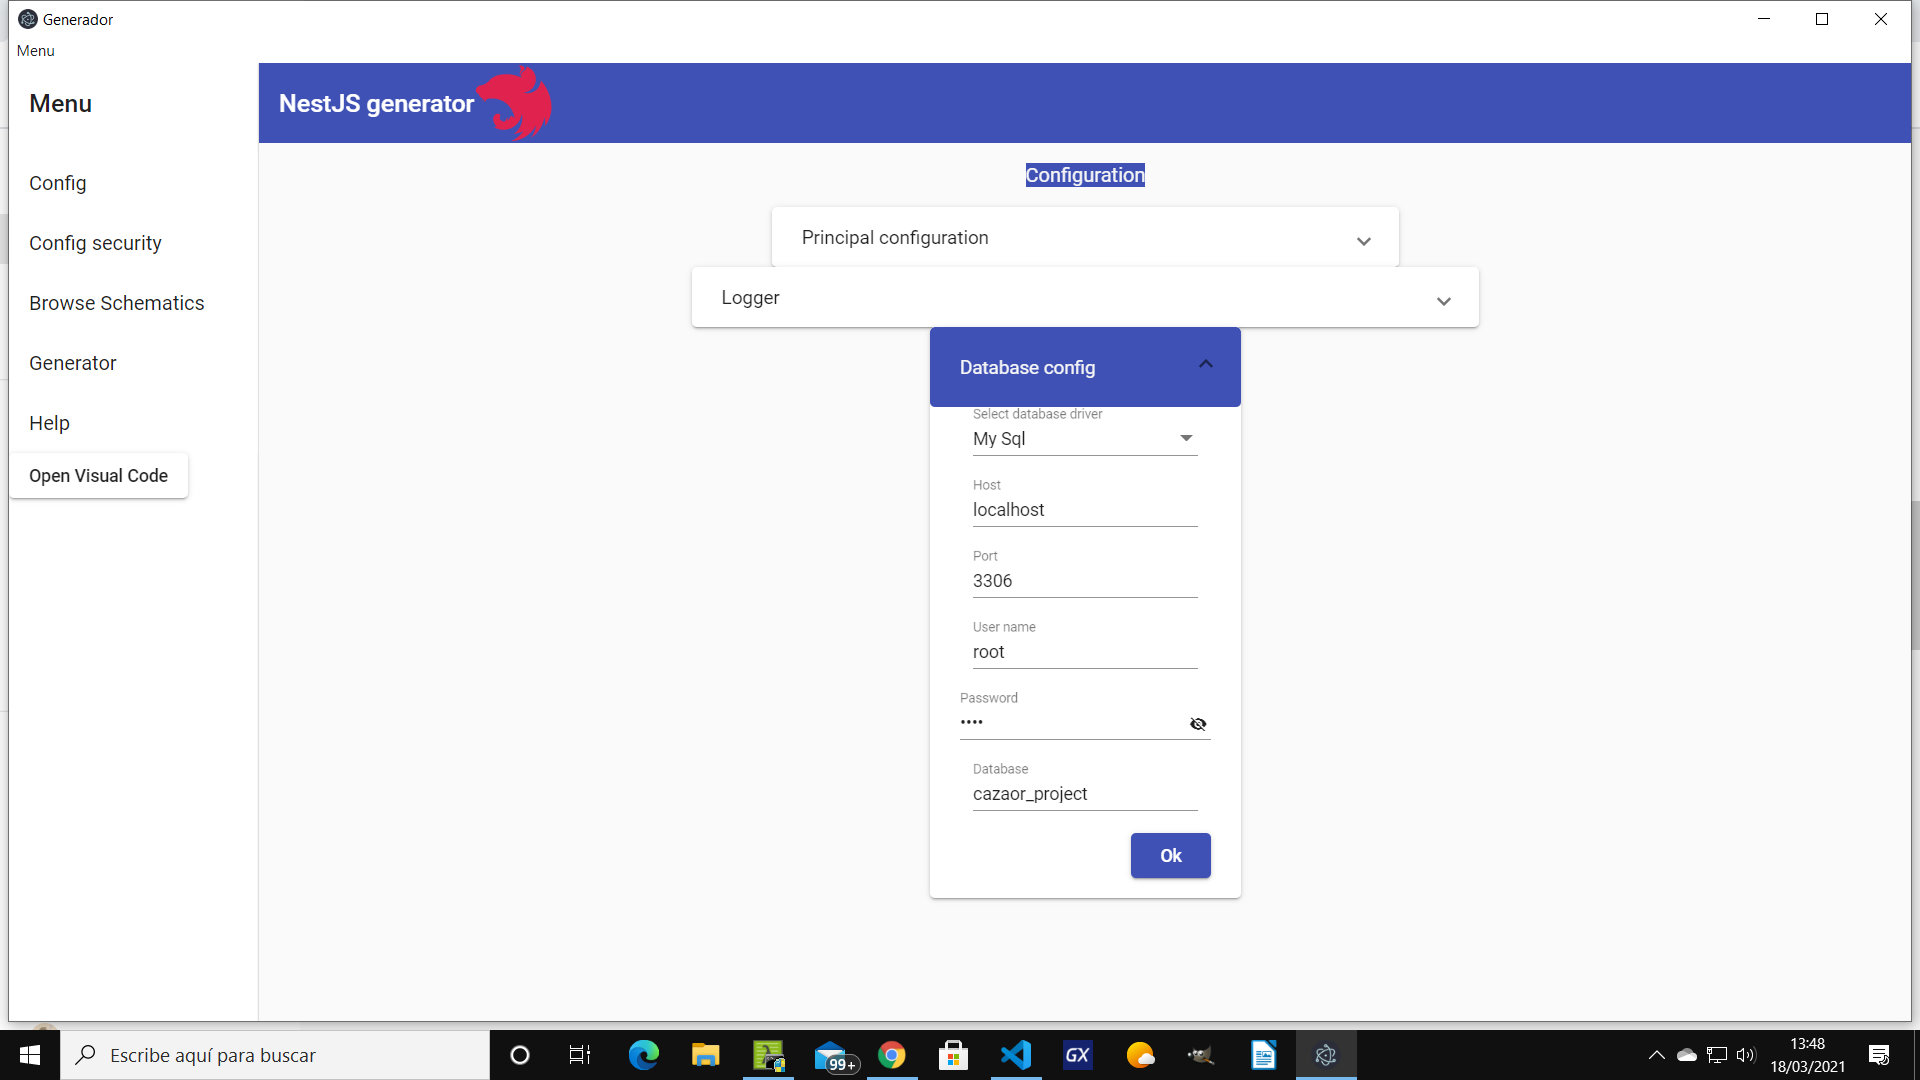 Generador
Menu
Menu
NestJS generator
Config
Config security
Browse Schematics
Generator
Help
Open Visual Code
Configuration
Principal configuration
Logger
Database config
Select database driver
My Sql
Host
localhost
Port
3306
User name
root
Password
••••
Database
cazaor_project
Ok
Escribe aquí para buscar
99+
GX
13:48
18/03/2021